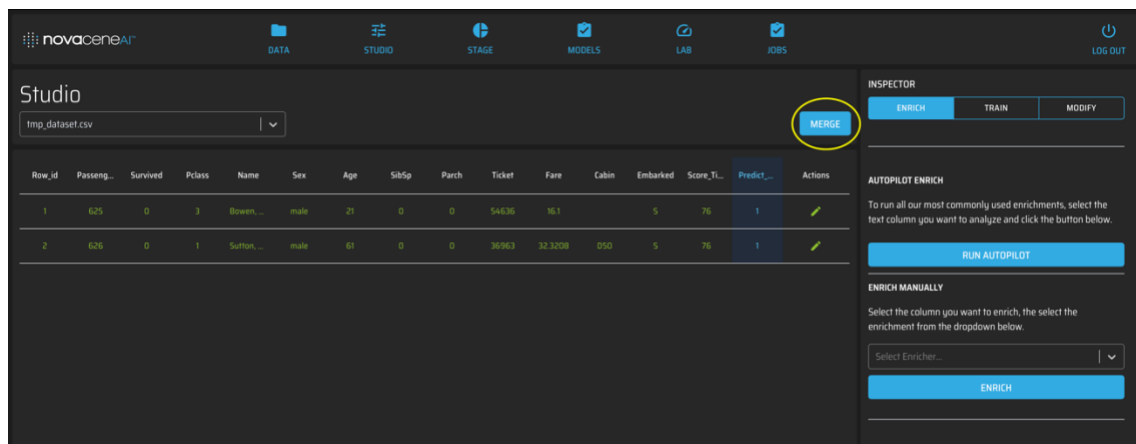 novaceneAI™
DATA
STUDIO
STAGE
MODELS
LAB
JOBS
LOG OUT
Studio
tmp_dataset.csv
MERGE
Row_id Passeng... Survived Pclass Name Sex Age SibSp Parch Ticket Fare Cabin Embarked Score_Ti... Predict_... Actions
1 625 0 3 Bowen, ... male 21 0 0 54636 16.1 S 76 1
2 626 0 1 Sutton, ... male 61 0 0 36963 32.3208 D50 S 76 1
INSPECTOR
ENRICH TRAIN MODIFY
AUTOPILOT ENRICH
To run all our most commonly used enrichments, select the
text column you want to analyze and click the button below.
RUN AUTOPILOT
ENRICH MANUALLY
Select the column you want to enrich, the select the
enrichment from the dropdown below.
Select Enricher...
ENRICH